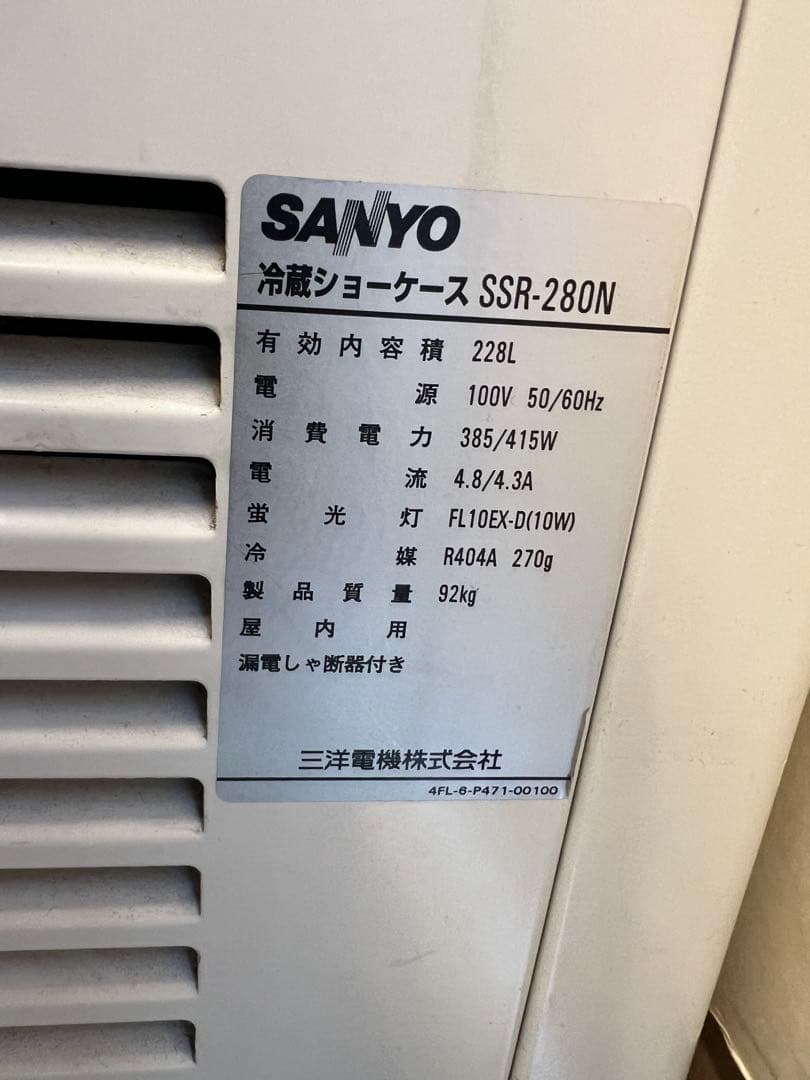 SANYO
冷蔵ショーケース SSR-280N
有効内容積 228L
電源 100V 50/60Hz
消費電力 385/415W
電流 4.8/4.3A
蛍光灯 FL10EX-D(10W)
冷媒 R404A 270g
製品質量 92kg
屋内用
漏電しゃ断器付き
三洋電機株式会社
4FL-6-P471-00100